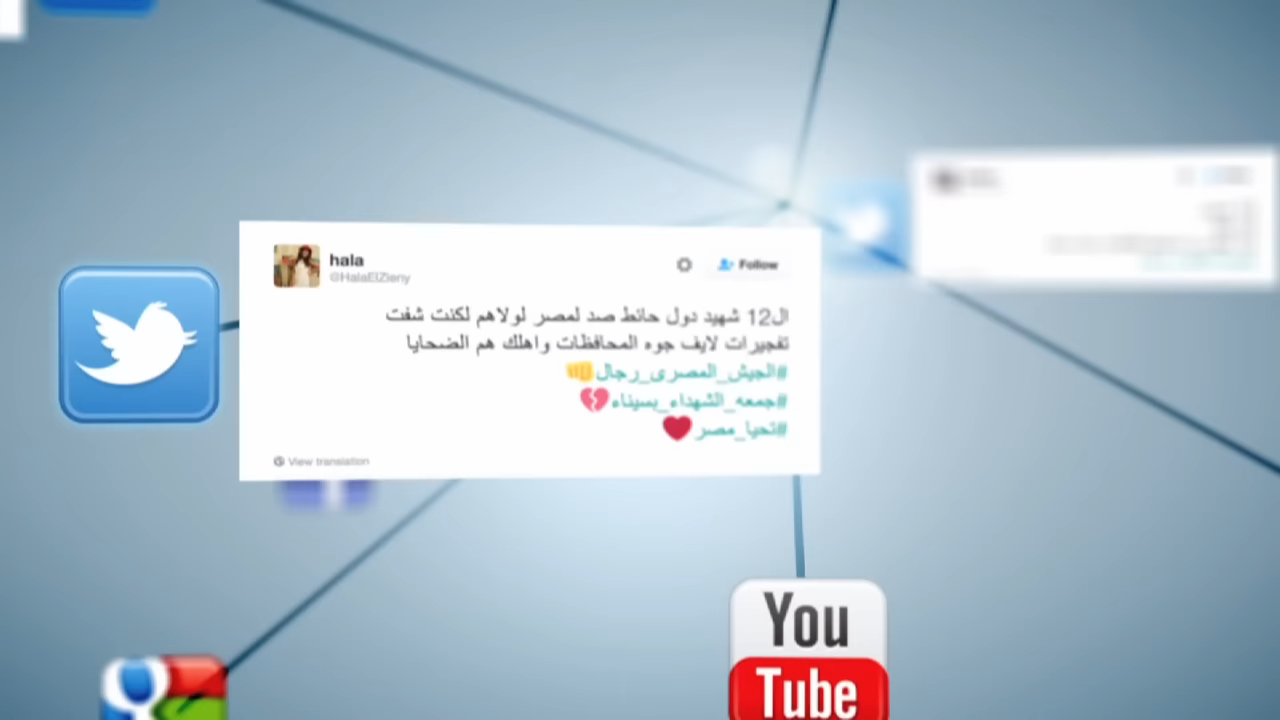 hala
@HalaElZieny
Follow
ال12 شهيد دول حائط صد لمصر لولاهم لكنت شفت
تفجيرات لايف جوه المحافظات واهلك هم الضحايا
#الجيش_المصرى_رجال👊
#جمعه_الشهداء_بسيناء💔
#تحيا_مصر❤
View translation
You
Tube